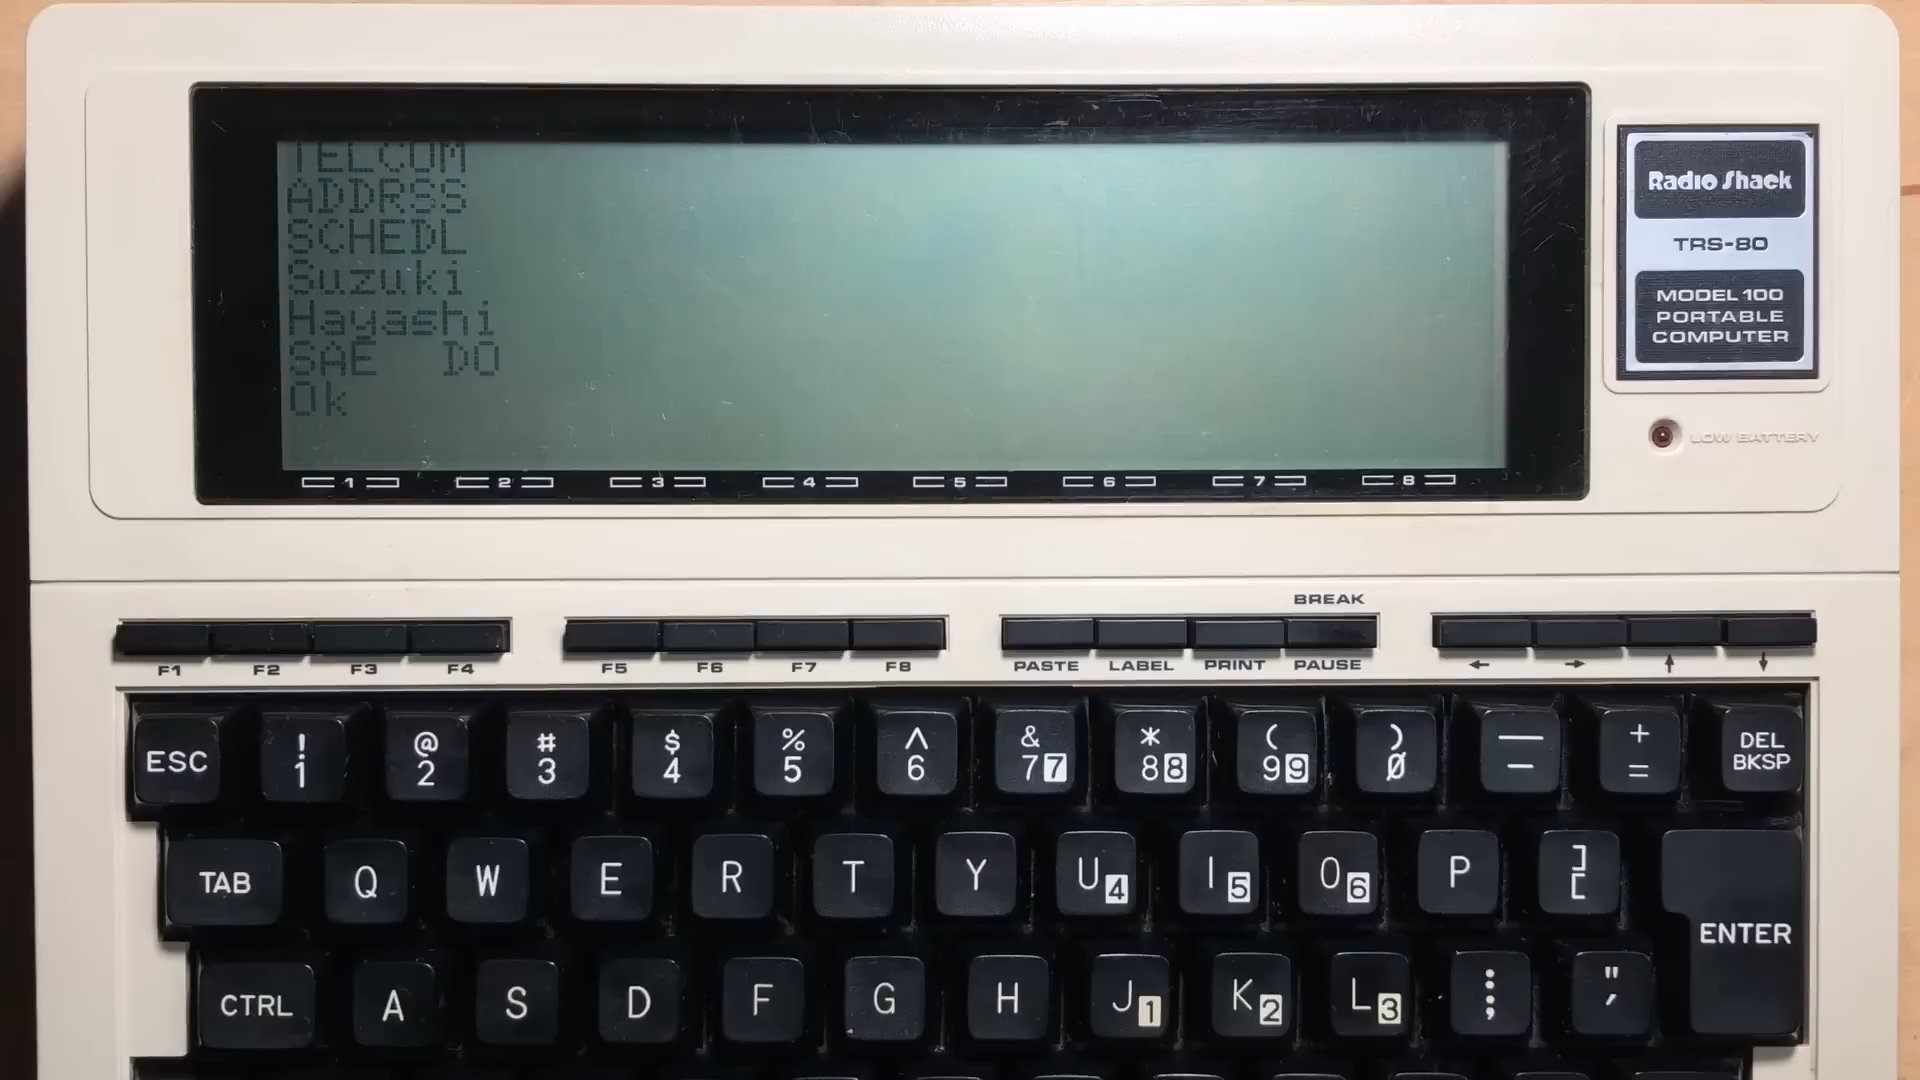 TELCOM
ADDRSS
SCHEDL
Suzuki
Hayashi
SAE DO
Ok
1 2 3 4 5 6 7 8
Radio Shack
TRS-80
MODEL 100
PORTABLE
COMPUTER
LOW BATTERY
BREAK
F1 F2 F3 F4 F5 F6 F7 F8 PASTE LABEL PRINT PAUSE ← → ↑ ↓
ESC ! 1 @ 2 # 3 $ 4 % 5 ^ 6 & 7 7 * 8 8 ( 9 9 ) 0 — - + = DEL BKSP
TAB Q W E R T Y U 4 I 5 O 6 P ] [ ENTER
CTRL A S D F G H J 1 K 2 L 3 : ; " '